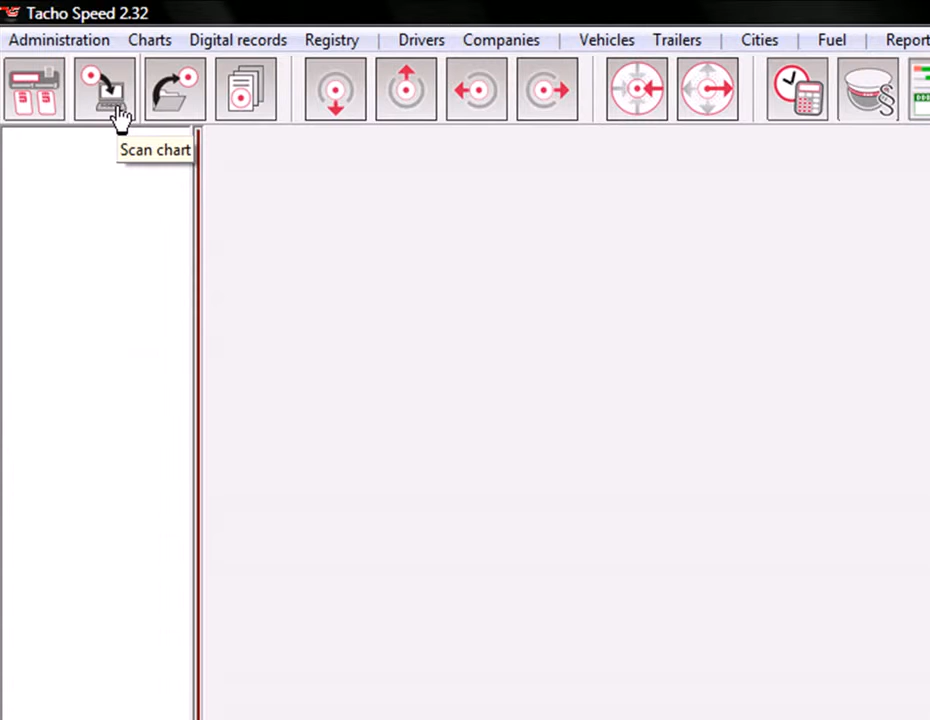 Tacho Speed 2.32
Administration Charts Digital records Registry | Drivers Companies | Vehicles Trailers | Cities | Fuel | Report
Scan chart